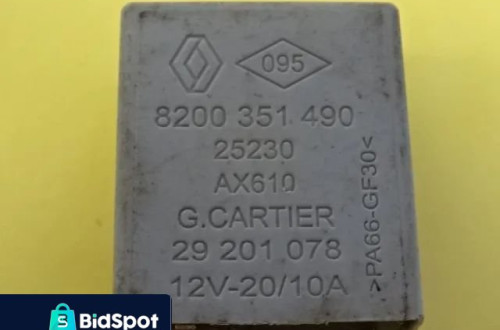 095
8200 351 490
25230
AX610
G.CARTIER
29 201 078
12V-20/10A
>PA66-GF30<
S BidSpot